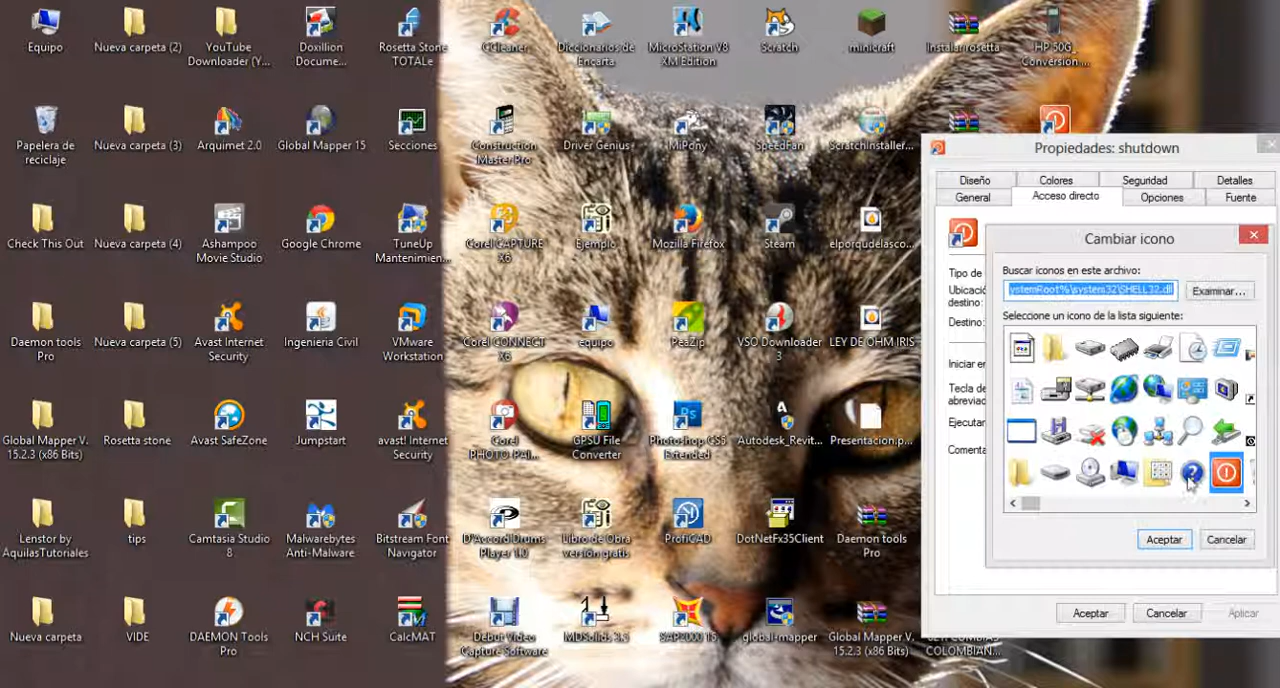 Equipo
Nueva carpeta (2)
YouTube
Downloader (Y...
Doxillion
Docume...
Rosetta Stone
TOTALe
CCleaner
Diccionarios de
Encarta
MicroStation V8
XM Edition
Scratch
minicraft
Instalar rosetta
HP 50G_
Conversion....
Papelera de
reciclaje
Nueva carpeta (3)
Arquimet 2.0
Global Mapper 15
Secciones
Construction
Master Pro
Driver Genius
MiPony
SpeedFan
ScratchInstaller...
Check This Out
Nueva carpeta (4)
Ashampoo
Movie Studio
Google Chrome
TuneUp
Mantenimien...
Corel CAPTURE
X6
Ejemplo
Mozilla Firefox
Steam
elporquedelasco...
Daemon tools
Pro
Nueva carpeta (5)
Avast Internet
Security
Ingenieria Civil
VMware
Workstation
Corel CONNECT
X6
equipo
PeaZip
VSO Downloader
3
LEY DE OHM IRIS
Global Mapper V.
15.2.3 (x86 Bits)
Rosetta stone
Avast SafeZone
Jumpstart
avast! Internet
Security
Corel
PHOTO-PAI...
GPSU File
Converter
Photoshop CS5
Extended
Autodesk_Revit...
Presentacion.p...
Lenstor by
AquilasTutoriales
tips
Camtasia Studio
8
Malwarebytes
Anti-Malware
Bitstream Font
Navigator
D'Accord Drums
Player 1.0
Libro de Obra
version gratis
ProfiCAD
DotNetFx35Client
Daemon tools
Pro
Nueva carpeta
VIDE
DAEMON Tools
Pro
NCH Suite
CalcMAT
Debut Video
Capture Software
MDSolids 3.5
SAP2000 15
global-mapper
Global Mapper V.
15.2.3 (x86 Bits)
COLOMBIAN...
Propiedades: shutdown
Diseño
Colores
Seguridad
Detalles
General
Acceso directo
Opciones
Fuente
Tipo de
Ubicació
destino:
Destino:
Iniciar en
Tecla de
abreviac
Ejecutar
Comenta
Cambiar icono
Buscar iconos en este archivo:
ystemRoot%\system32\SHELL32.dll
Examinar...
Seleccione un icono de la lista siguiente:
Aceptar
Cancelar
Aceptar
Cancelar
Aplicar